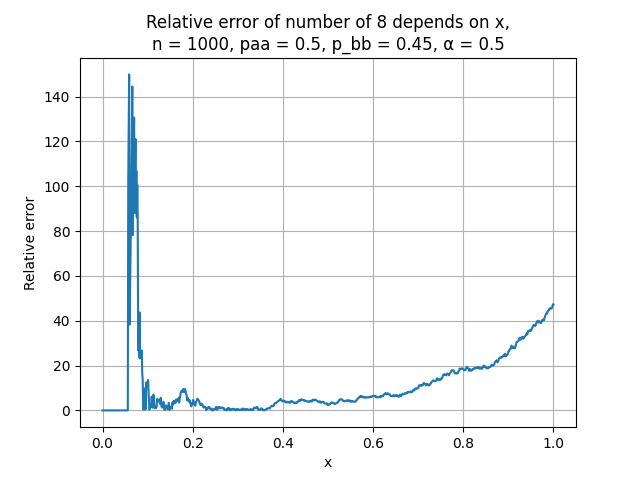 Relative error of number of 8 depends on x,
n = 1000, paa = 0.5, p_bb = 0.45, α = 0.5
140
120
100
80
60
40
20
0
Relative error
0.0 0.2 0.4 0.6 0.8 1.0
x